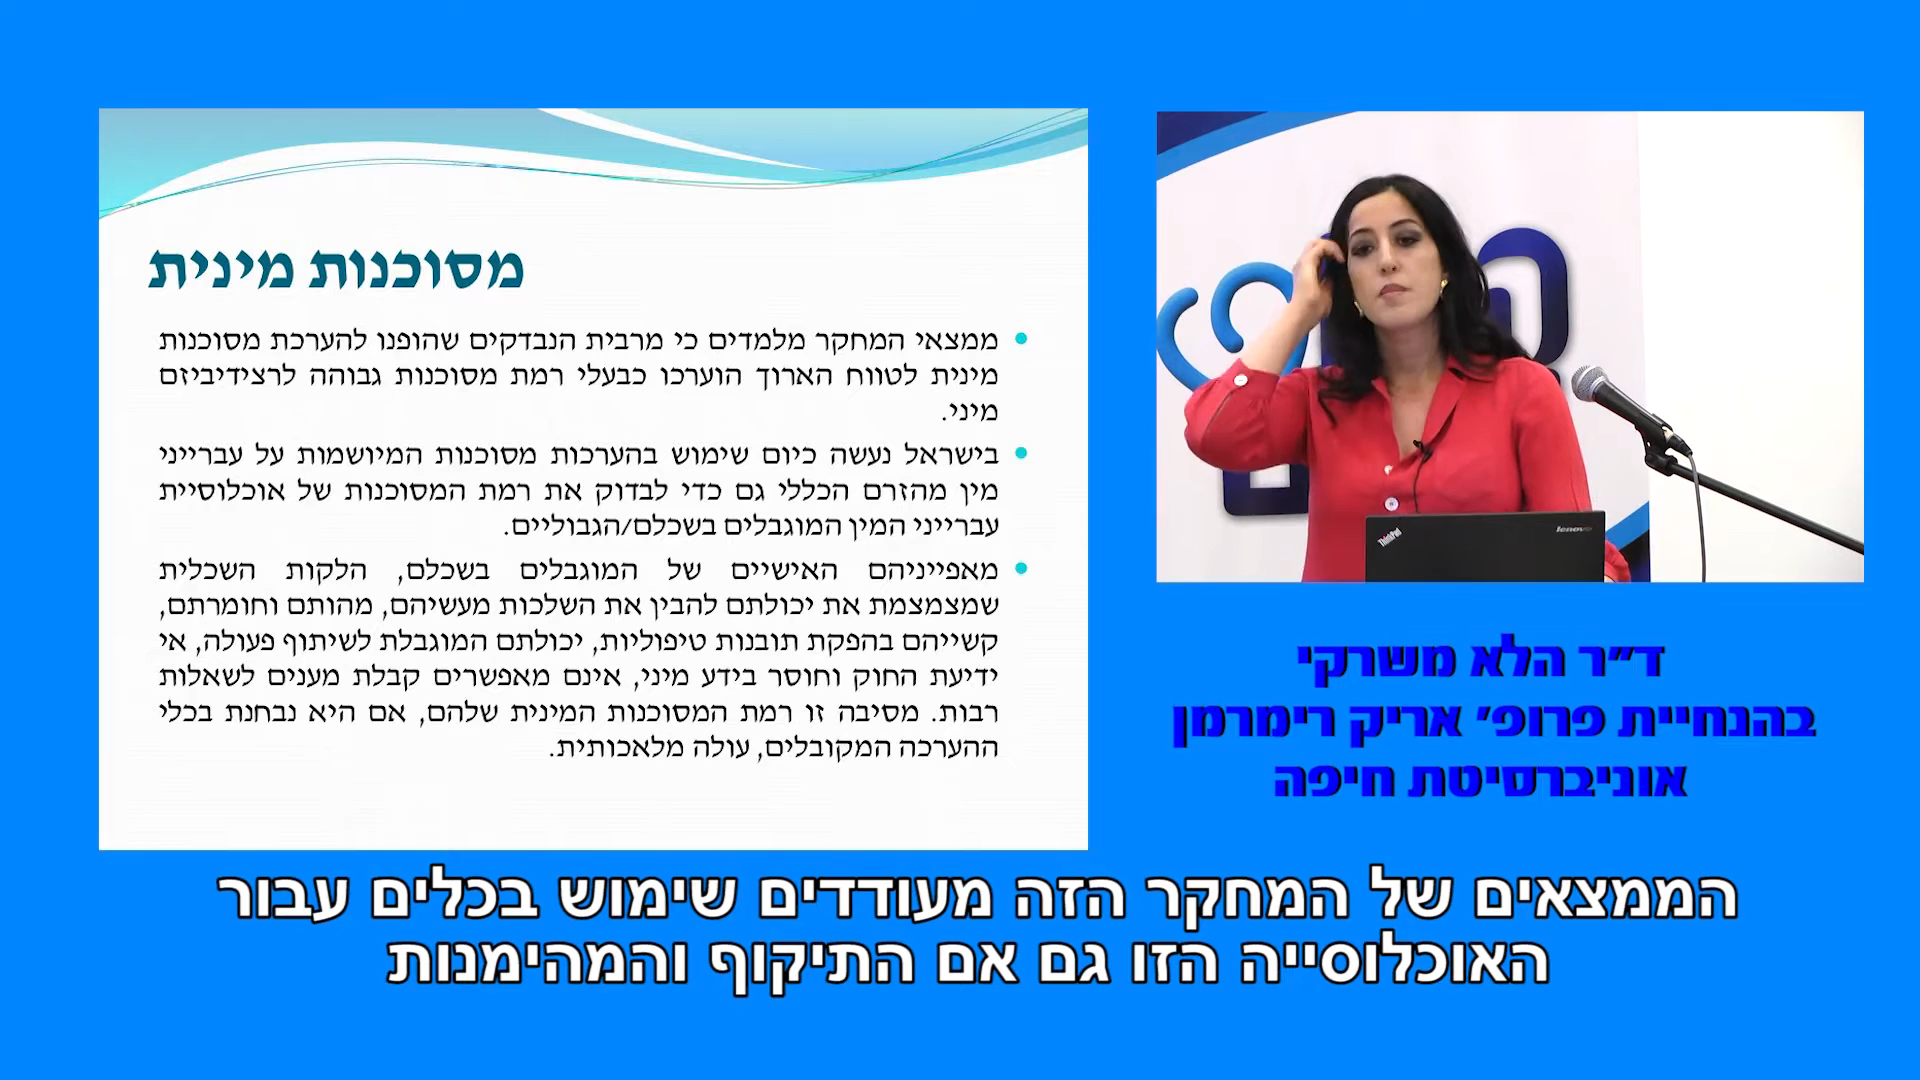 מסוכנות מינית
ממצאי המחקר מלמדים כי מרבית הנבדקים שהופנו להערכת מסוכנות
מינית לטווח הארוך הוערכו כבעלי רמת מסוכנות גבוהה לרצידיביזם
מיני.
בישראל נעשה כיום שימוש בהערכות מסוכנות המיושמות על עברייני
מין מהזרם הכללי גם כדי לבדוק את רמת המסוכנות של אוכלוסיית
עברייני המין המוגבלים בשכלם/הגבוליים.
מאפייניהם האישיים של המוגבלים בשכלם, הלקות השכלית
שמצמצמת את יכולתם להבין את השלכות מעשיהם, מהותם וחומרתם,
קשייהם בהפקת תובנות טיפוליות, יכולתם המוגבלת לשיתוף פעולה, אי
ידיעת החוק וחוסר בידע מיני, אינם מאפשרים קבלת מענים לשאלות
רבות. מסיבה זו רמת המסוכנות המינית שלהם, אם היא נבחנת בכלי
ההערכה המקובלים, עולה מלאכותית.
ThinkPad
lenovo
ד״ר הלא משרקי
בהנחיית פרופ׳ אריק רימרמן
אוניברסיטת חיפה
הממצאים של המחקר הזה מעודדים שימוש בכלים עבור
האוכלוסייה הזו גם אם התיקוף והמהימנות